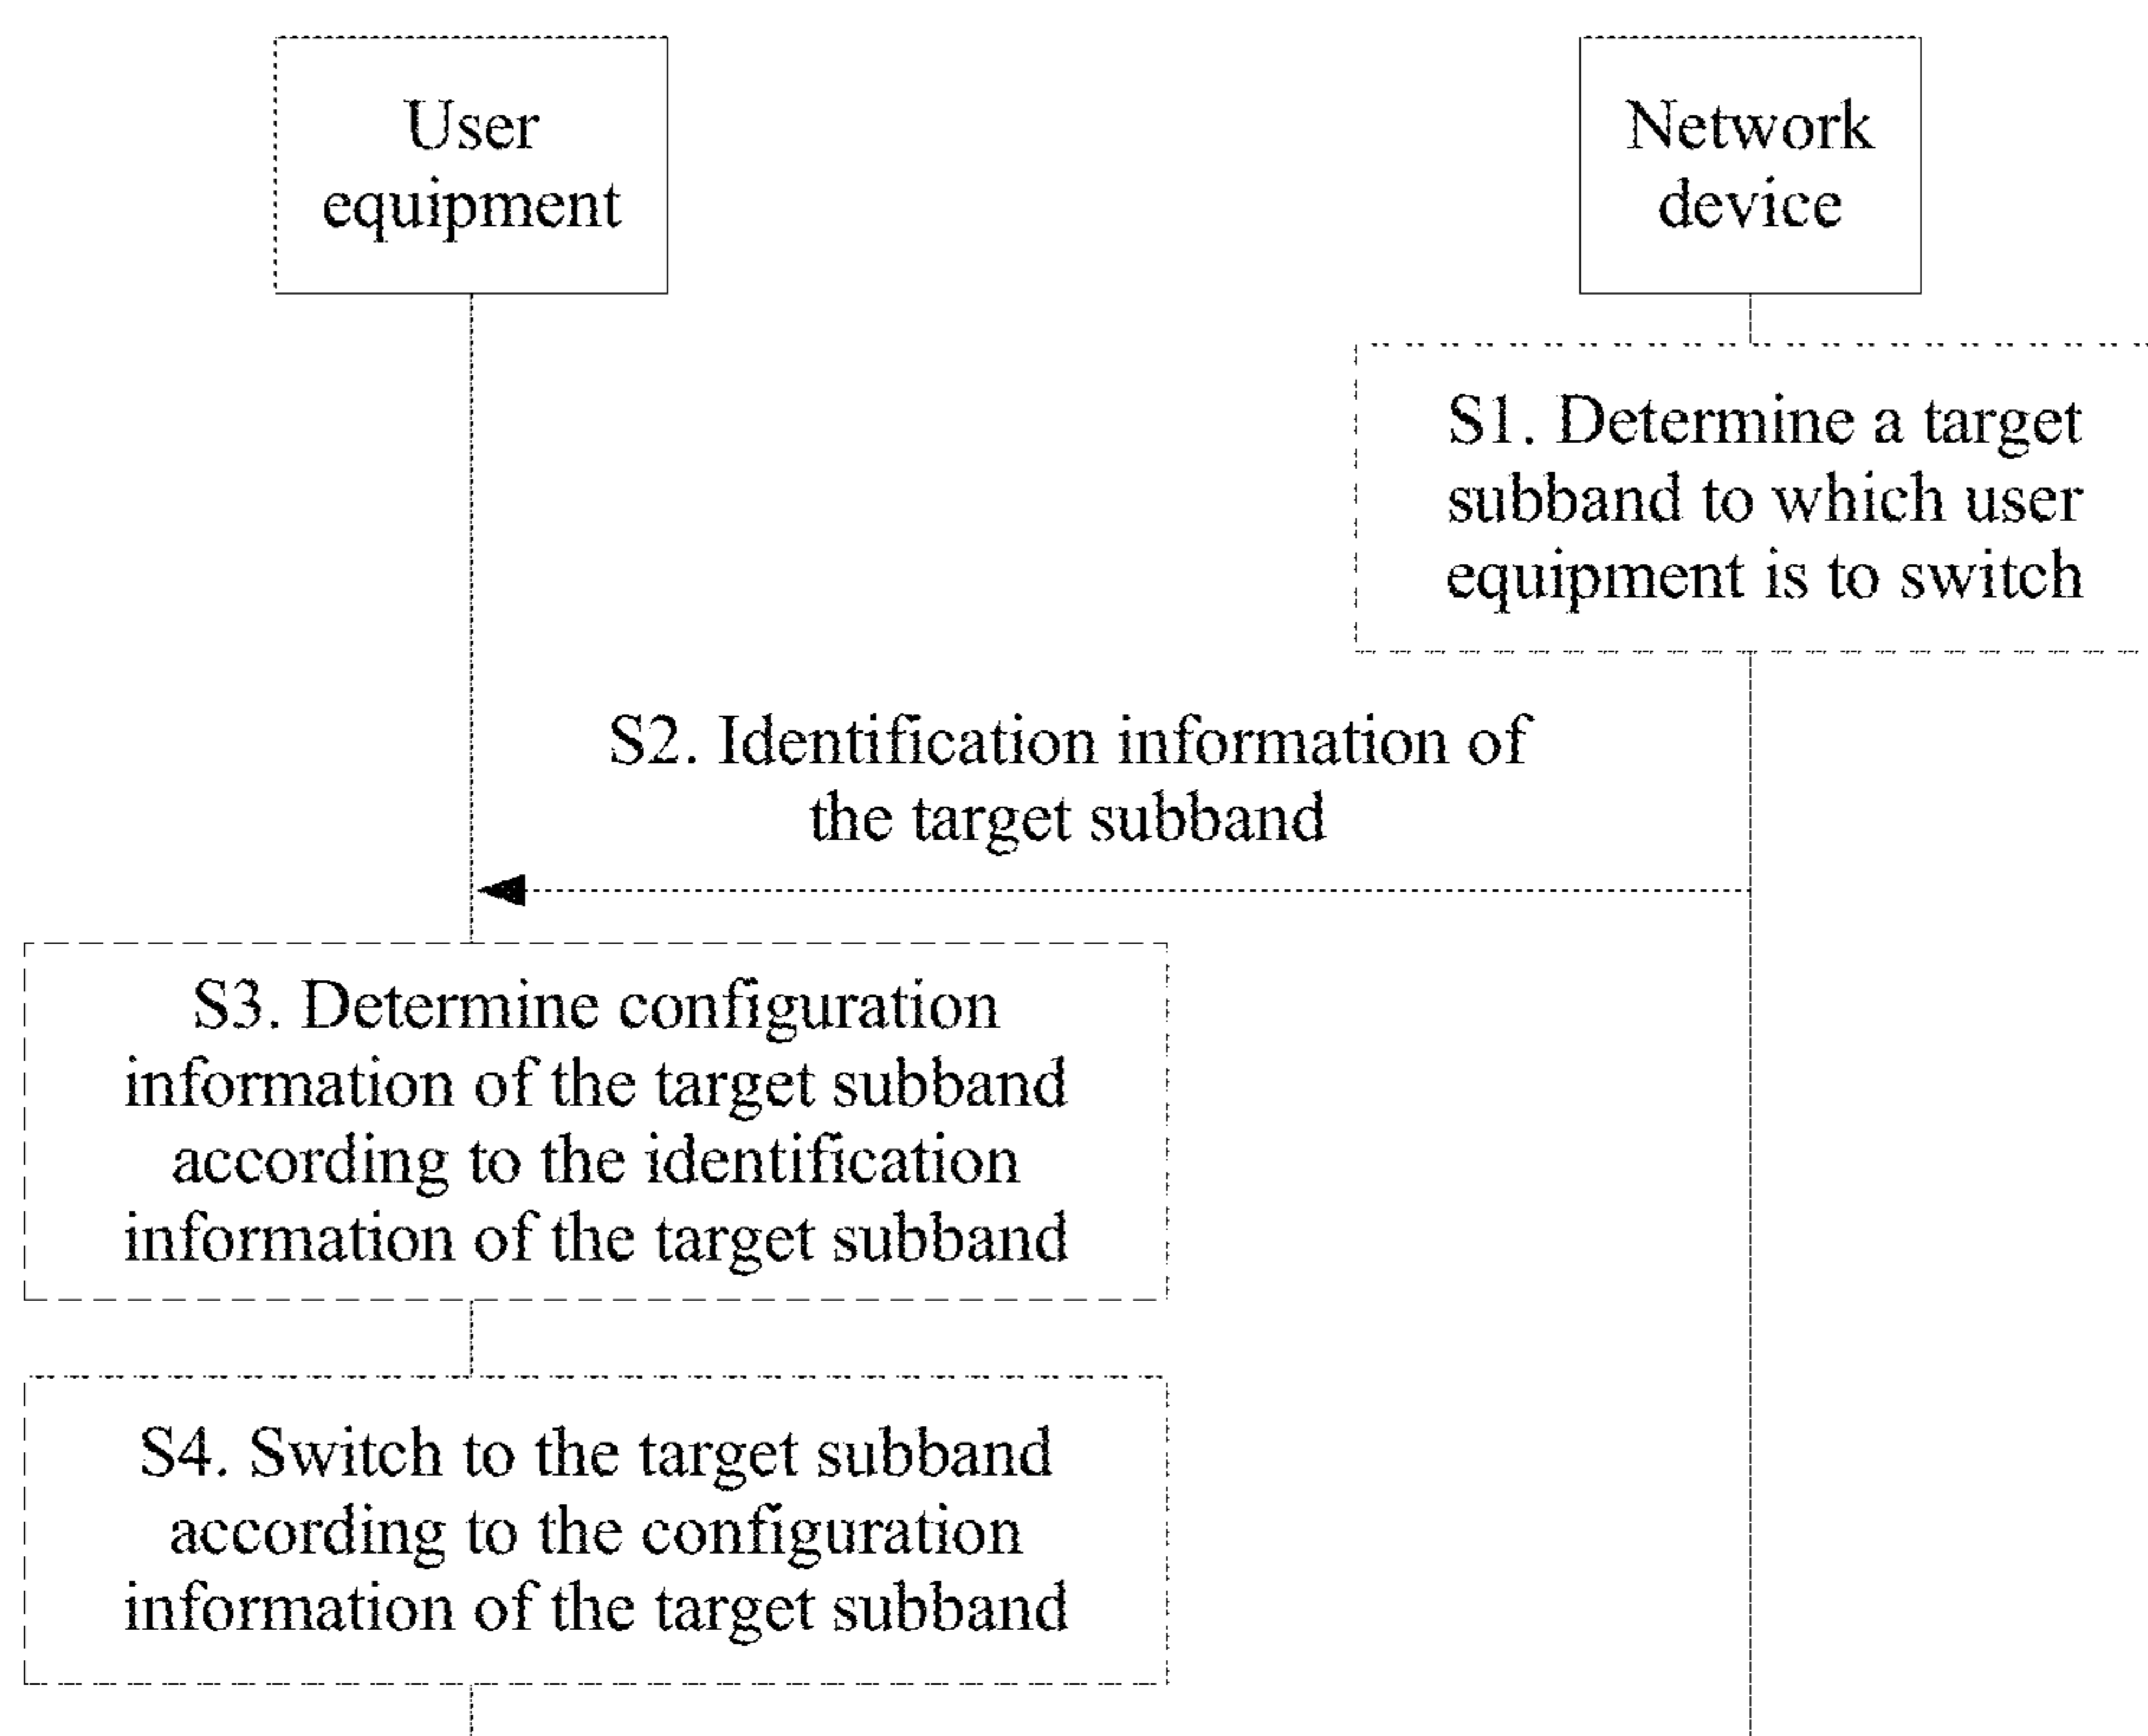 User
equipment
Network
device
S1. Determine a target
subband to which user
equipment is to switch
S2. Identification information of
the target subband
S3. Determine configuration
information of the target subband
according to the identification
information of the target subband
S4. Switch to the target subband
according to the configuration
information of the target subband